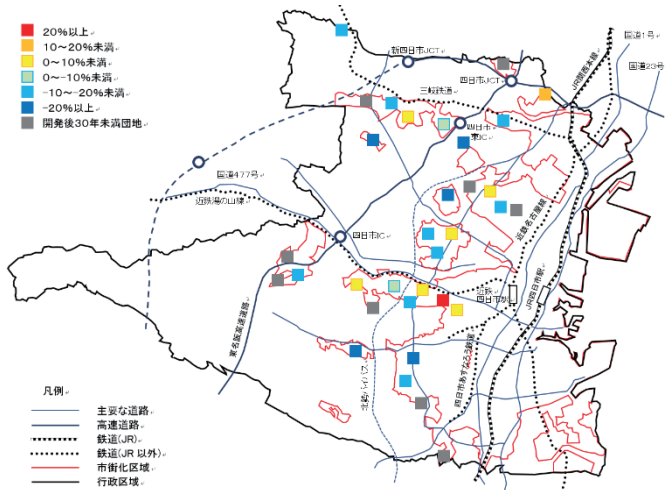 20%以上
10～20%未満
0～10%未満
0～-10%未満
-10～-20%未満
-20%以上
開発後30年未満団地
新四日市JCT
四日市JCT
三岐鉄道
四日市
東IC
JR関西本線
国道1号
国道23号
国道477号
近鉄湯の山線
四日市IC
近鉄名古屋線
近鉄
四日市駅
JR四日市駅
東名阪高速道路
北勢バイパス
四日市あすなろう鉄道
凡例
主要な道路
高速道路
鉄道(JR)
鉄道(JR以外)
市街化区域
行政区域